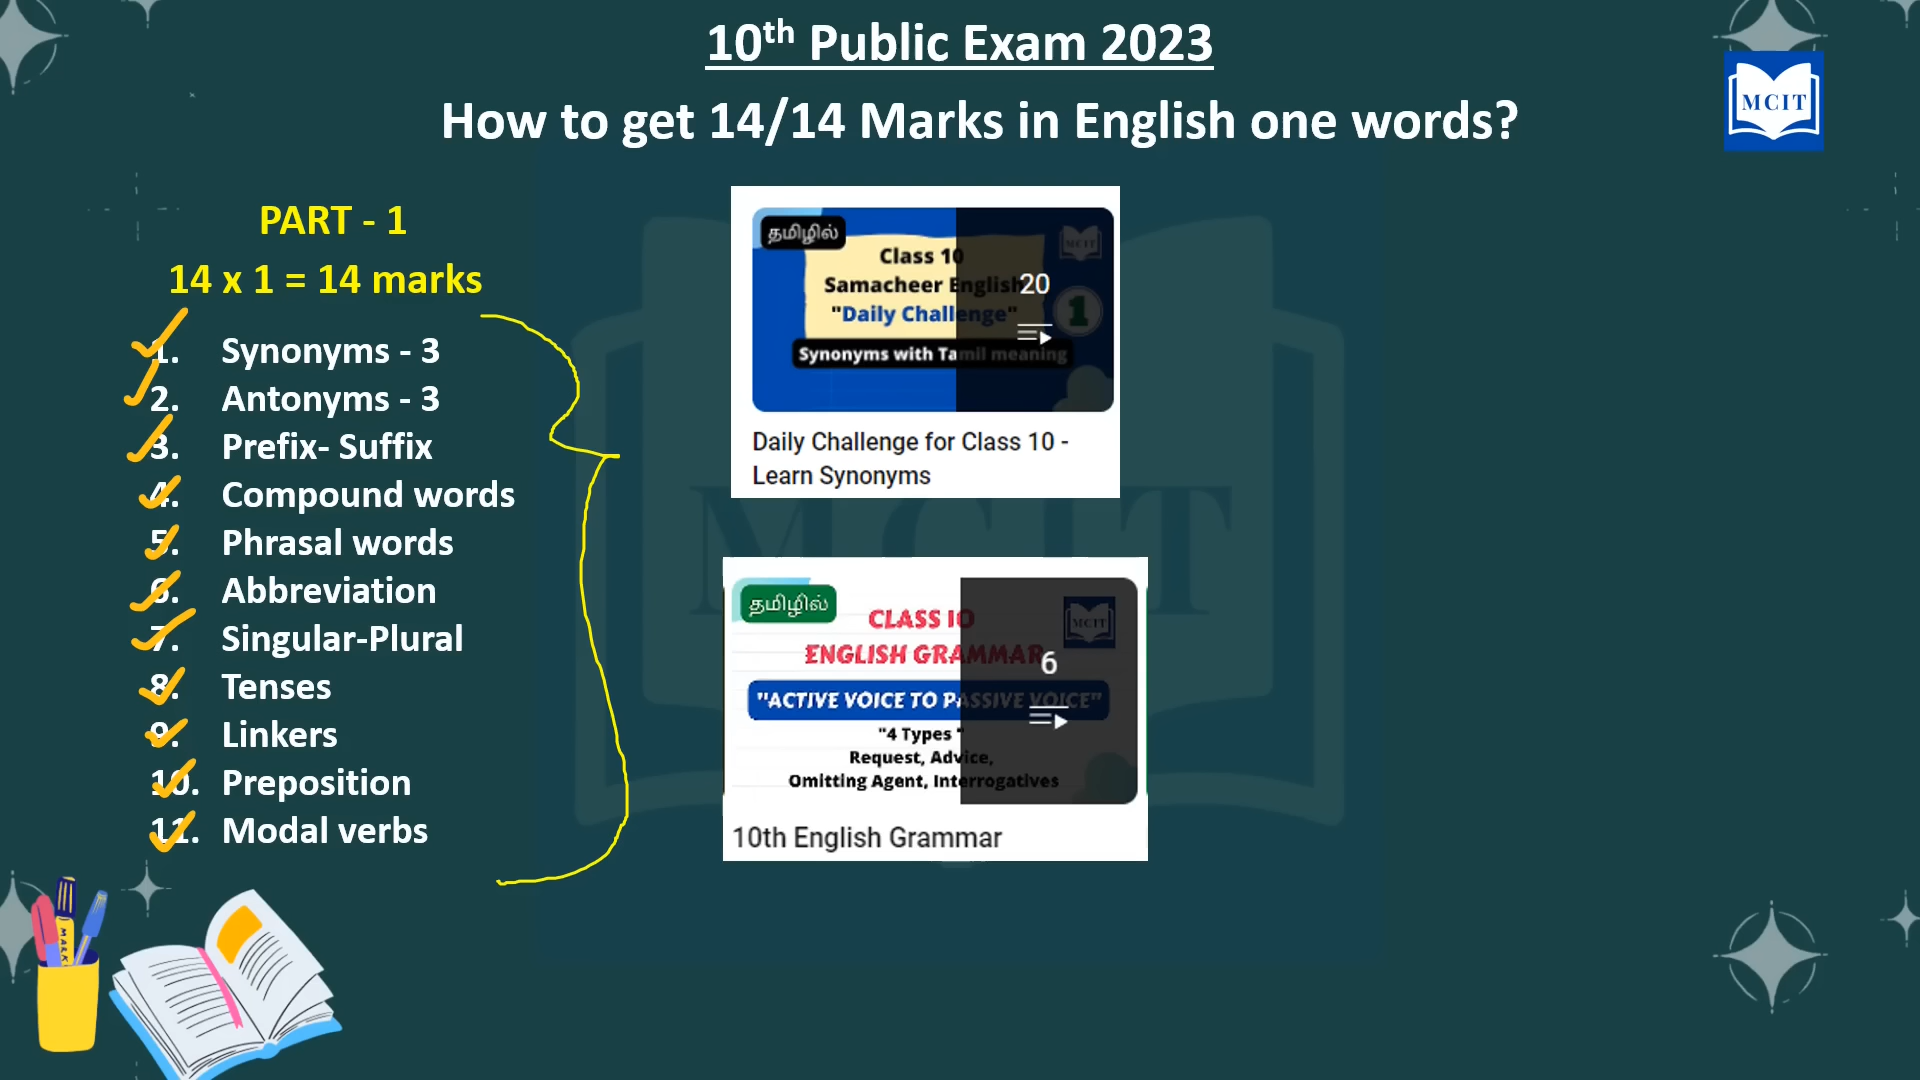 10th Public Exam 2023
How to get 14/14 Marks in English one words?
MCIT
PART - 1
14 x 1 = 14 marks
1. Synonyms - 3
2. Antonyms - 3
3. Prefix- Suffix
4. Compound words
5. Phrasal words
6. Abbreviation
7. Singular-Plural
8. Tenses
9. Linkers
10. Preposition
11. Modal verbs
தமிழில்
MCIT
Class 10
Samacheer English
"Daily Challenge"
Synonyms with Tamil meaning
20
1
Daily Challenge for Class 10 -
Learn Synonyms
தமிழில்
MCIT
CLASS 10
ENGLISH GRAMMAR
6
"ACTIVE VOICE TO PASSIVE VOICE"
"4 Types "
Request, Advice,
Omitting Agent, Interrogatives
10th English Grammar
MCIT